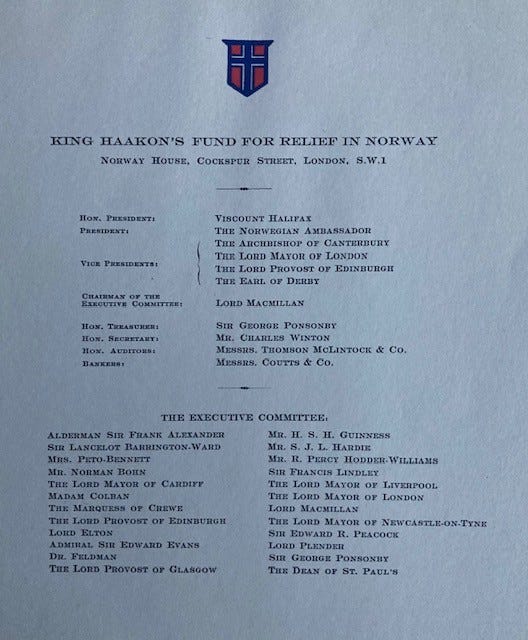 KING HAAKON'S FUND FOR RELIEF IN NORWAY
NORWAY HOUSE, COCKSPUR STREET, LONDON, S.W.1
HON. PRESIDENT: VISCOUNT HALIFAX
PRESIDENT: THE NORWEGIAN AMBASSADOR
VICE PRESIDENTS: THE ARCHBISHOP OF CANTERBURY
THE LORD MAYOR OF LONDON
THE LORD PROVOST OF EDINBURGH
THE EARL OF DERBY
CHAIRMAN OF THE
EXECUTIVE COMMITTEE: LORD MACMILLAN
HON. TREASURER: SIR GEORGE PONSONBY
HON. SECRETARY: MR. CHARLES WINTON
HON. AUDITORS: MESSRS. THOMSON MCLINTOCK & CO.
BANKERS: MESSRS. COUTTS & CO.
THE EXECUTIVE COMMITTEE:
ALDERMAN SIR FRANK ALEXANDER
SIR LANCELOT BARRINGTON-WARD
MRS. PETO-BENNETT
MR. NORMAN BOHN
THE LORD MAYOR OF CARDIFF
MADAM COLBAN
THE MARQUESS OF CREWE
THE LORD PROVOST OF EDINBURGH
LORD ELTON
ADMIRAL SIR EDWARD EVANS
DR. FELDMAN
THE LORD PROVOST OF GLASGOW
MR. H. S. H. GUINNESS
MR. S. J. L. HARDIE
MR. R. PERCY HODDER-WILLIAMS
SIR FRANCIS LINDLEY
THE LORD MAYOR OF LIVERPOOL
THE LORD MAYOR OF LONDON
LORD MACMILLAN
THE LORD MAYOR OF NEWCASTLE-ON-TYNE
SIR EDWARD R. PEACOCK
LORD PLENDER
SIR GEORGE PONSONBY
THE DEAN OF ST. PAUL'S